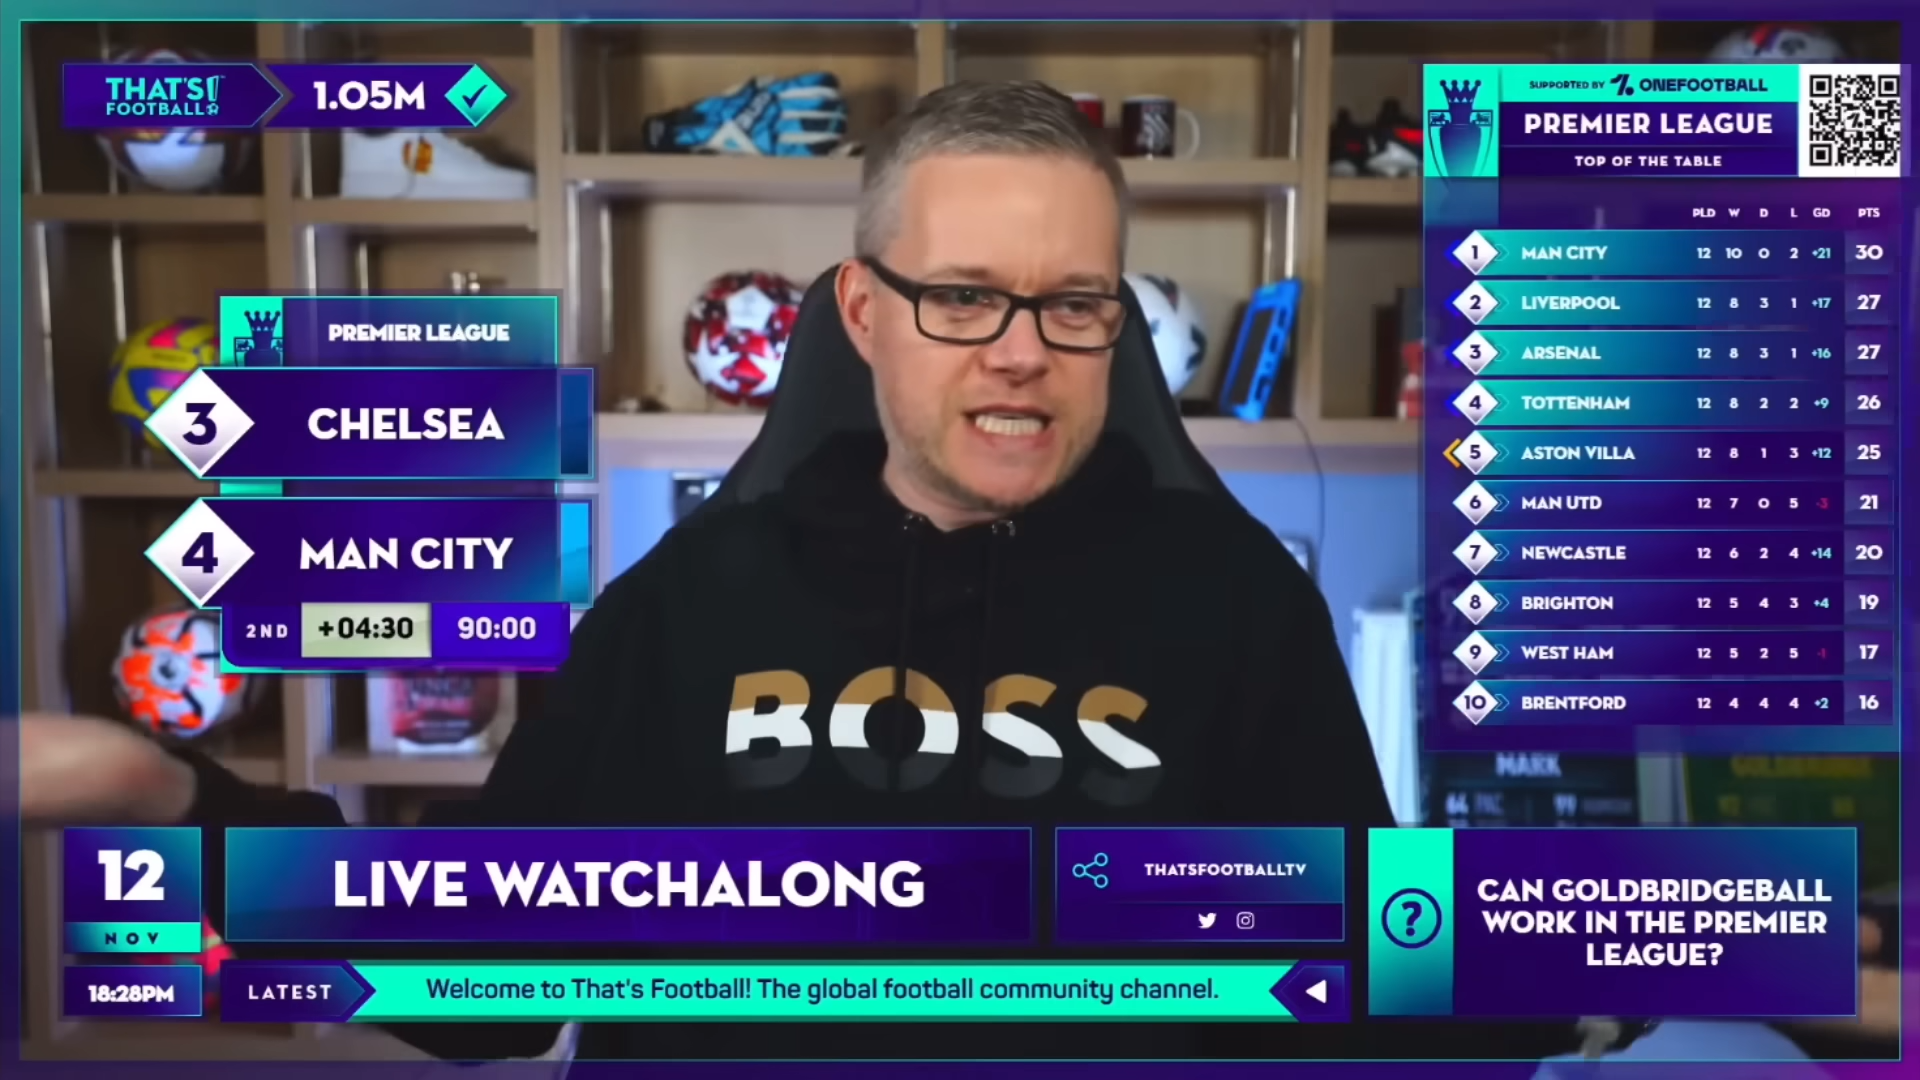 THAT'S
FOOTBALL
1.05M
SUPPORTED BY ONEFOOTBALL
PREMIER LEAGUE
TOP OF THE TABLE
PLD W D L GD PTS
1 MAN CITY 12 10 0 2 +21 30
2 LIVERPOOL 12 8 3 1 +17 27
3 ARSENAL 12 8 3 1 +16 27
4 TOTTENHAM 12 8 2 2 +9 26
5 ASTON VILLA 12 8 1 3 +12 25
6 MAN UTD 12 7 0 5 -3 21
7 NEWCASTLE 12 6 2 4 +14 20
8 BRIGHTON 12 5 4 3 +4 19
9 WEST HAM 12 5 2 5 -1 17
10 BRENTFORD 12 4 4 4 +2 16
PREMIER LEAGUE
3 CHELSEA
4 MAN CITY
2ND +04:30 90:00
BOSS
MARK
12
NOV
18:28PM
LIVE WATCHALONG
THATSFOOTBALLTV
CAN GOLDBRIDGEBALL
WORK IN THE PREMIER
LEAGUE?
LATEST
Welcome to That's Football! The global football community channel.